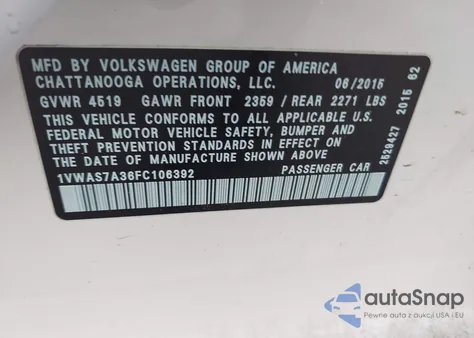 MFD BY VOLKSWAGEN GROUP OF AMERICA
CHATTANOOGA OPERATIONS, LLC. 06/2015
GVWR 4519 GAWR FRONT 2359 / REAR 2271 LBS
THIS VEHICLE CONFORMS TO ALL APPLICABLE U.S.
FEDERAL MOTOR VEHICLE SAFETY, BUMPER AND
THEFT PREVENTION STANDARDS IN EFFECT ON THE
DATE OF MANUFACTURE SHOWN ABOVE
1VWAS7A36FC106392 PASSENGER CAR
2529427 2015 62
autoSnap
Pewne auta z aukcji USA i EU